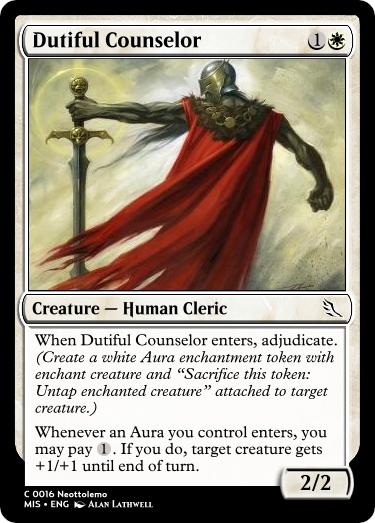 Dutiful Counselor 1
Creature — Human Cleric
When Dutiful Counselor enters, adjudicate.
(Create a white Aura enchantment token with
enchant creature and “Sacrifice this token:
Untap enchanted creature” attached to target
creature.)
Whenever an Aura you control enters, you
may pay 1. If you do, target creature gets
+1/+1 until end of turn.
2/2
C 0016 Neottolemo
MIS • ENG Alan Lathwell